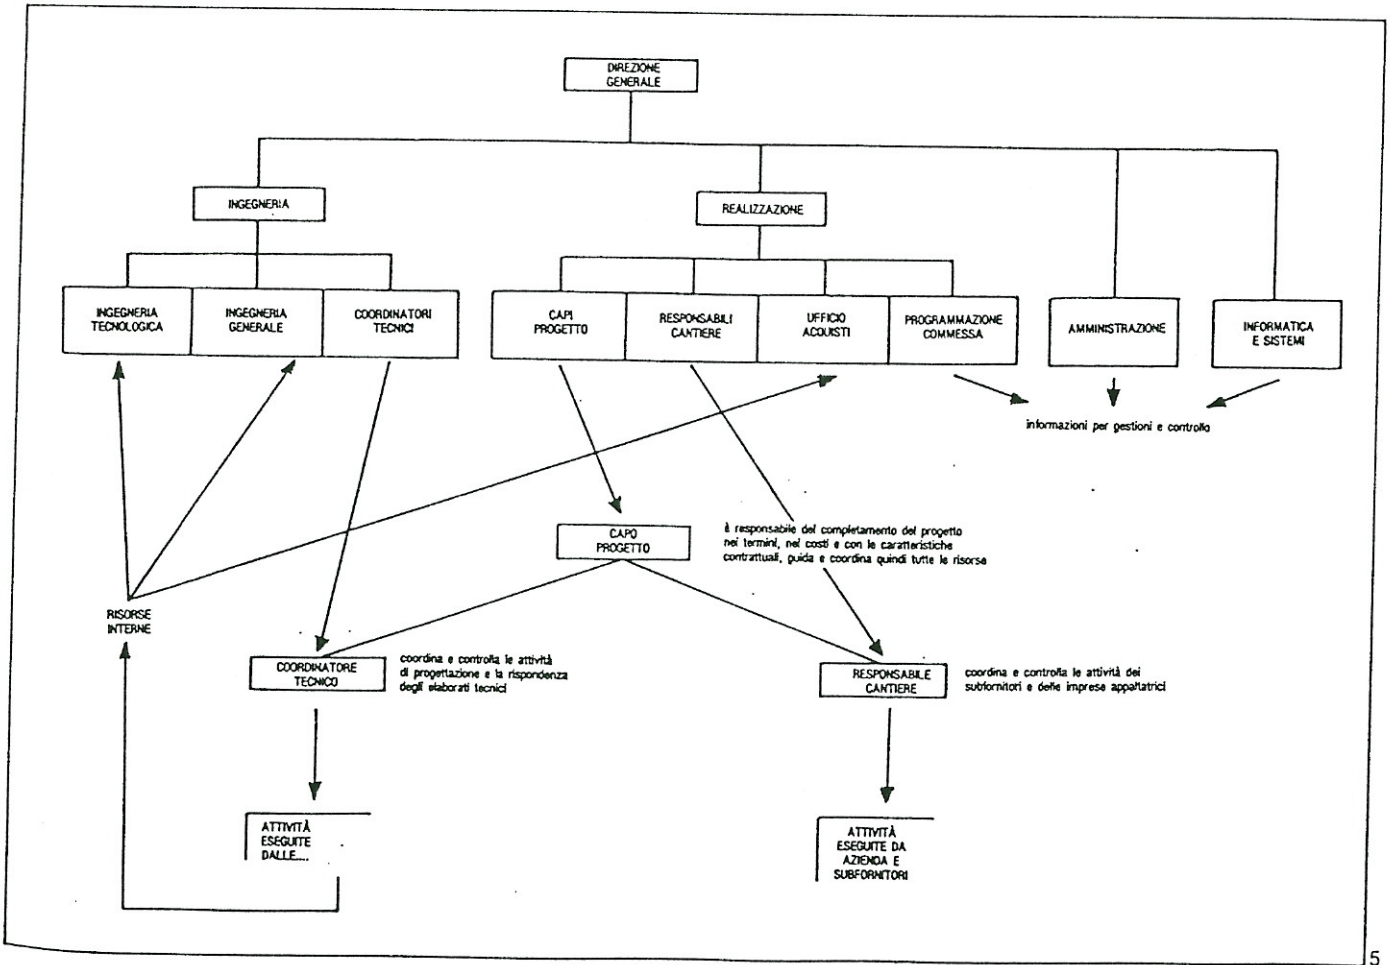 DIREZIONE
GENERALE
INGEGNERIA
REALIZZAZIONE
INGEGNERIA
TECNOLOGICA
INGEGNERIA
GENERALE
COORDINATORI
TECNICI
CAPI
PROGETTO
RESPONSABILI
CANTIERE
UFFICIO
ACQUISTI
PROGRAMMAZIONE
COMMESSA
AMMINISTRAZIONE
INFORMATICA
E SISTEMI
informazioni per gestioni e controllo
CAPO
PROGETTO
è responsabile del completamento del progetto
nei termini, nei costi e con le caratteristiche
contrattuali, guida e coordina quindi tutte le risorse
RISORSE
INTERNE
COORDINATORE
TECNICO
coordina e controlla le attività
di progettazione e la rispondenza
degli elaborati tecnici
RESPONSABILE
CANTIERE
coordina e controlla le attività dei
subfornitori e delle imprese appaltatrici
ATTIVITÀ
ESEGUITE
DALLE....
ATTIVITÀ
ESEGUITE DA
AZIENDA E
SUBFORNITORI
5